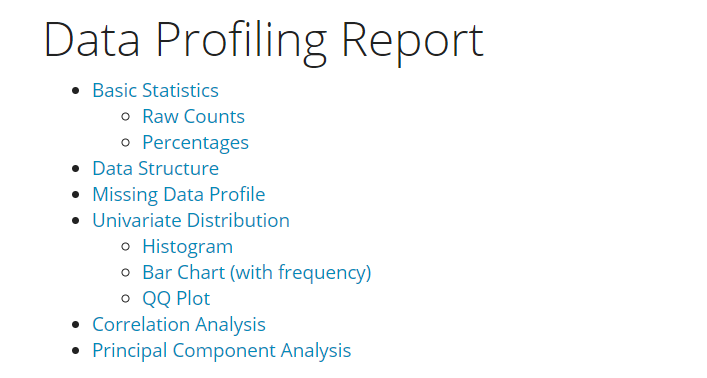 Data Profiling Report
Basic Statistics
Raw Counts
Percentages
Data Structure
Missing Data Profile
Univariate Distribution
Histogram
Bar Chart (with frequency)
QQ Plot
Correlation Analysis
Principal Component Analysis